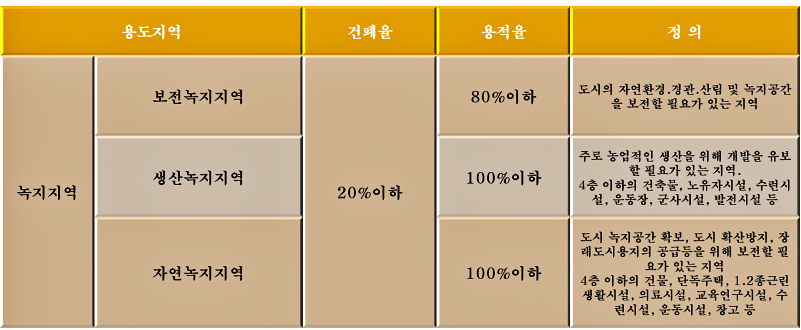 용도지역
건폐율
용적율
정 의
녹지지역
보전녹지지역
20%이하
80%이하
도시의 자연환경.경관.산림 및 녹지공간
을 보전할 필요가 있는 지역
생산녹지지역
100%이하
주로 농업적인 생산을 위해 개발을 유보
할 필요가 있는 지역.
4층 이하의 건축물, 노유자시설, 수련시
설, 운동장, 군사시설, 발전시설 등
자연녹지지역
100%이하
도시 녹지공간 확보, 도시 확산방지, 장
래도시용지의 공급등을 위해 보전할 필
요가 있는 지역
4층 이하의 건물, 단독주택, 1.2종근린
생활시설, 의료시설, 교육연구시설, 수
련시설, 운동시설, 창고 등